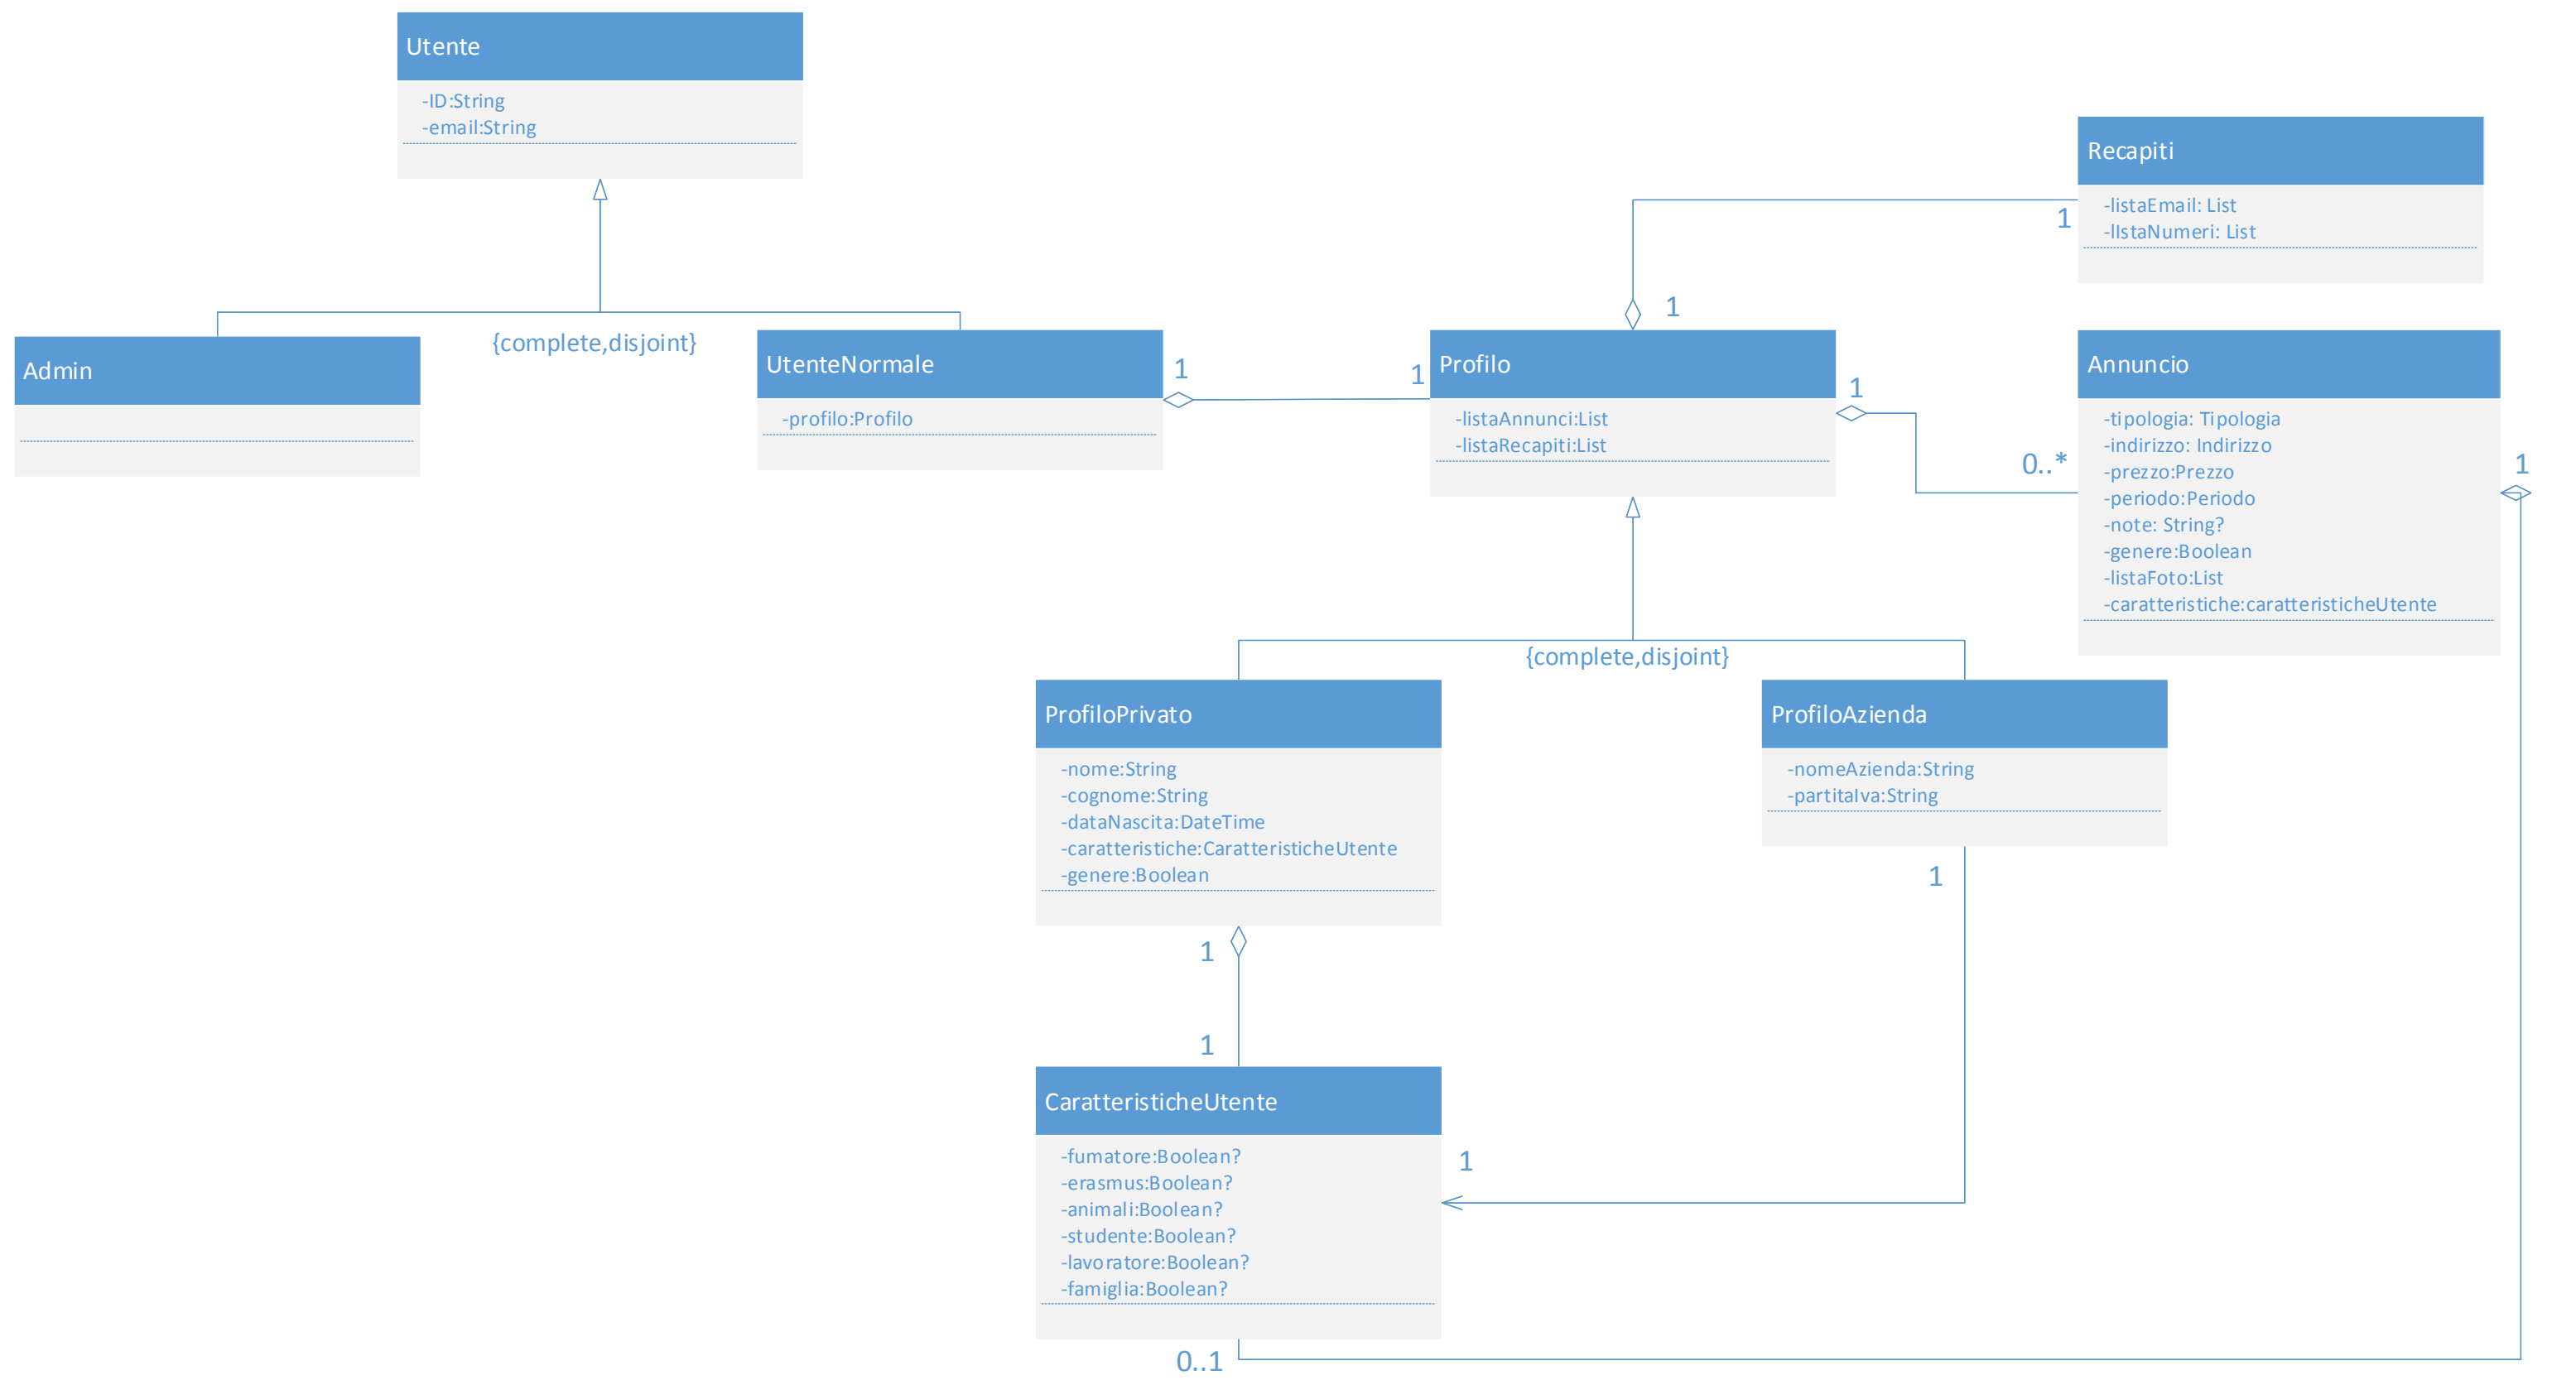 Utente
-ID:String
-email:String
Recapiti
-listaEmail: List
-lIstaNumeri: List
1
1
{complete,disjoint}
Admin
UtenteNormale
-profilo:Profilo
1
1
Profilo
-listaAnnunci:List
-listaRecapiti:List
1
0..*
Annuncio
-tipologia: Tipologia
-indirizzo: Indirizzo
-prezzo:Prezzo
-periodo:Periodo
-note: String?
-genere:Boolean
-listaFoto:List
-caratteristiche:caratteristicheUtente
1
{complete,disjoint}
ProfiloPrivato
-nome:String
-cognome:String
-dataNascita:DateTime
-caratteristiche:CaratteristicheUtente
-genere:Boolean
ProfiloAzienda
-nomeAzienda:String
-partitaIva:String
1
1
1
CaratteristicheUtente
-fumatore:Boolean?
-erasmus:Boolean?
-animali:Boolean?
-studente:Boolean?
-lavoratore:Boolean?
-famiglia:Boolean?
1
0..1